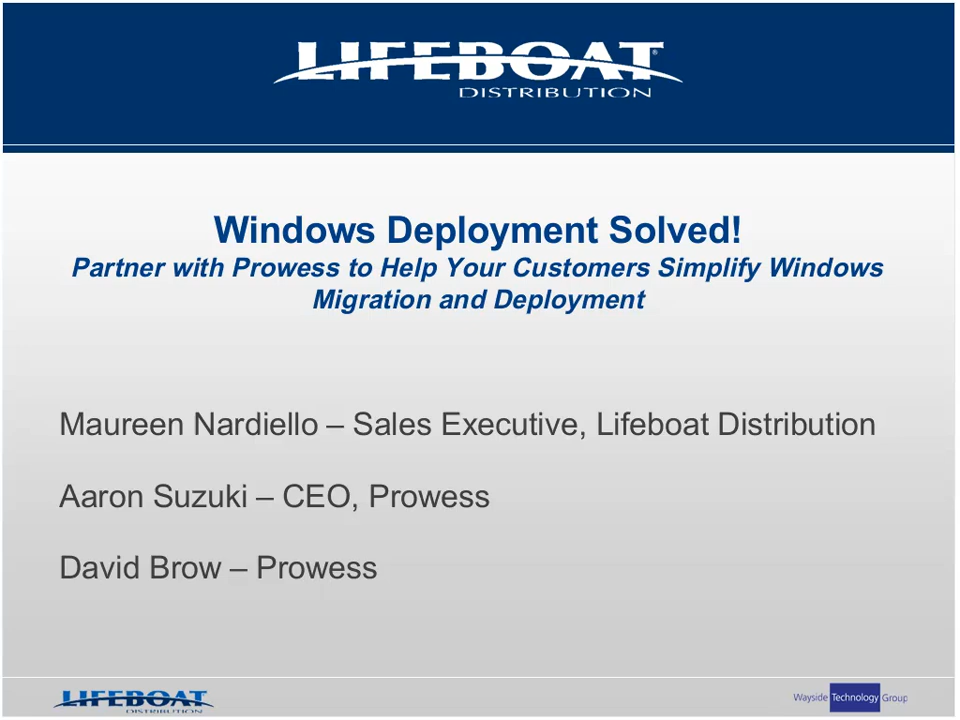 LIFEBOAT®
DISTRIBUTION
Windows Deployment Solved!
Partner with Prowess to Help Your Customers Simplify Windows
Migration and Deployment
Maureen Nardiello – Sales Executive, Lifeboat Distribution
Aaron Suzuki – CEO, Prowess
David Brow – Prowess
LIFEBOAT
DISTRIBUTION
Wayside Technology Group